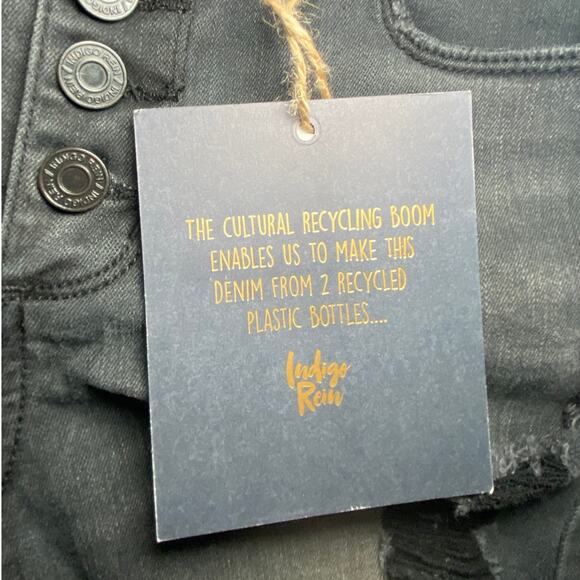 INDIGO REIN
INDIGO REIN
INDIGO REIN
THE CULTURAL RECYCLING BOOM
ENABLES US TO MAKE THIS
DENIM FROM 2 RECYCLED
PLASTIC BOTTLES....
Indigo
Rein